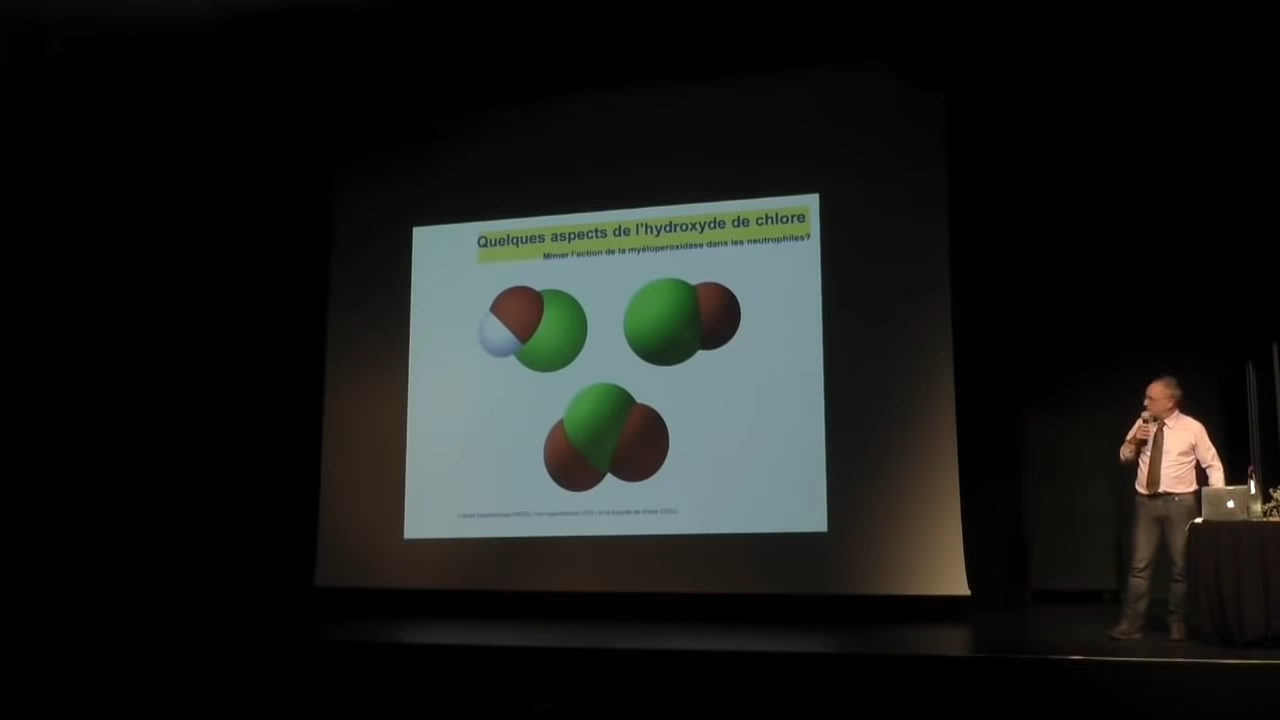 Quelques aspects de l'hydroxyde de chlore
Mimer l'action de la myéloperoxidase dans les neutrophiles?